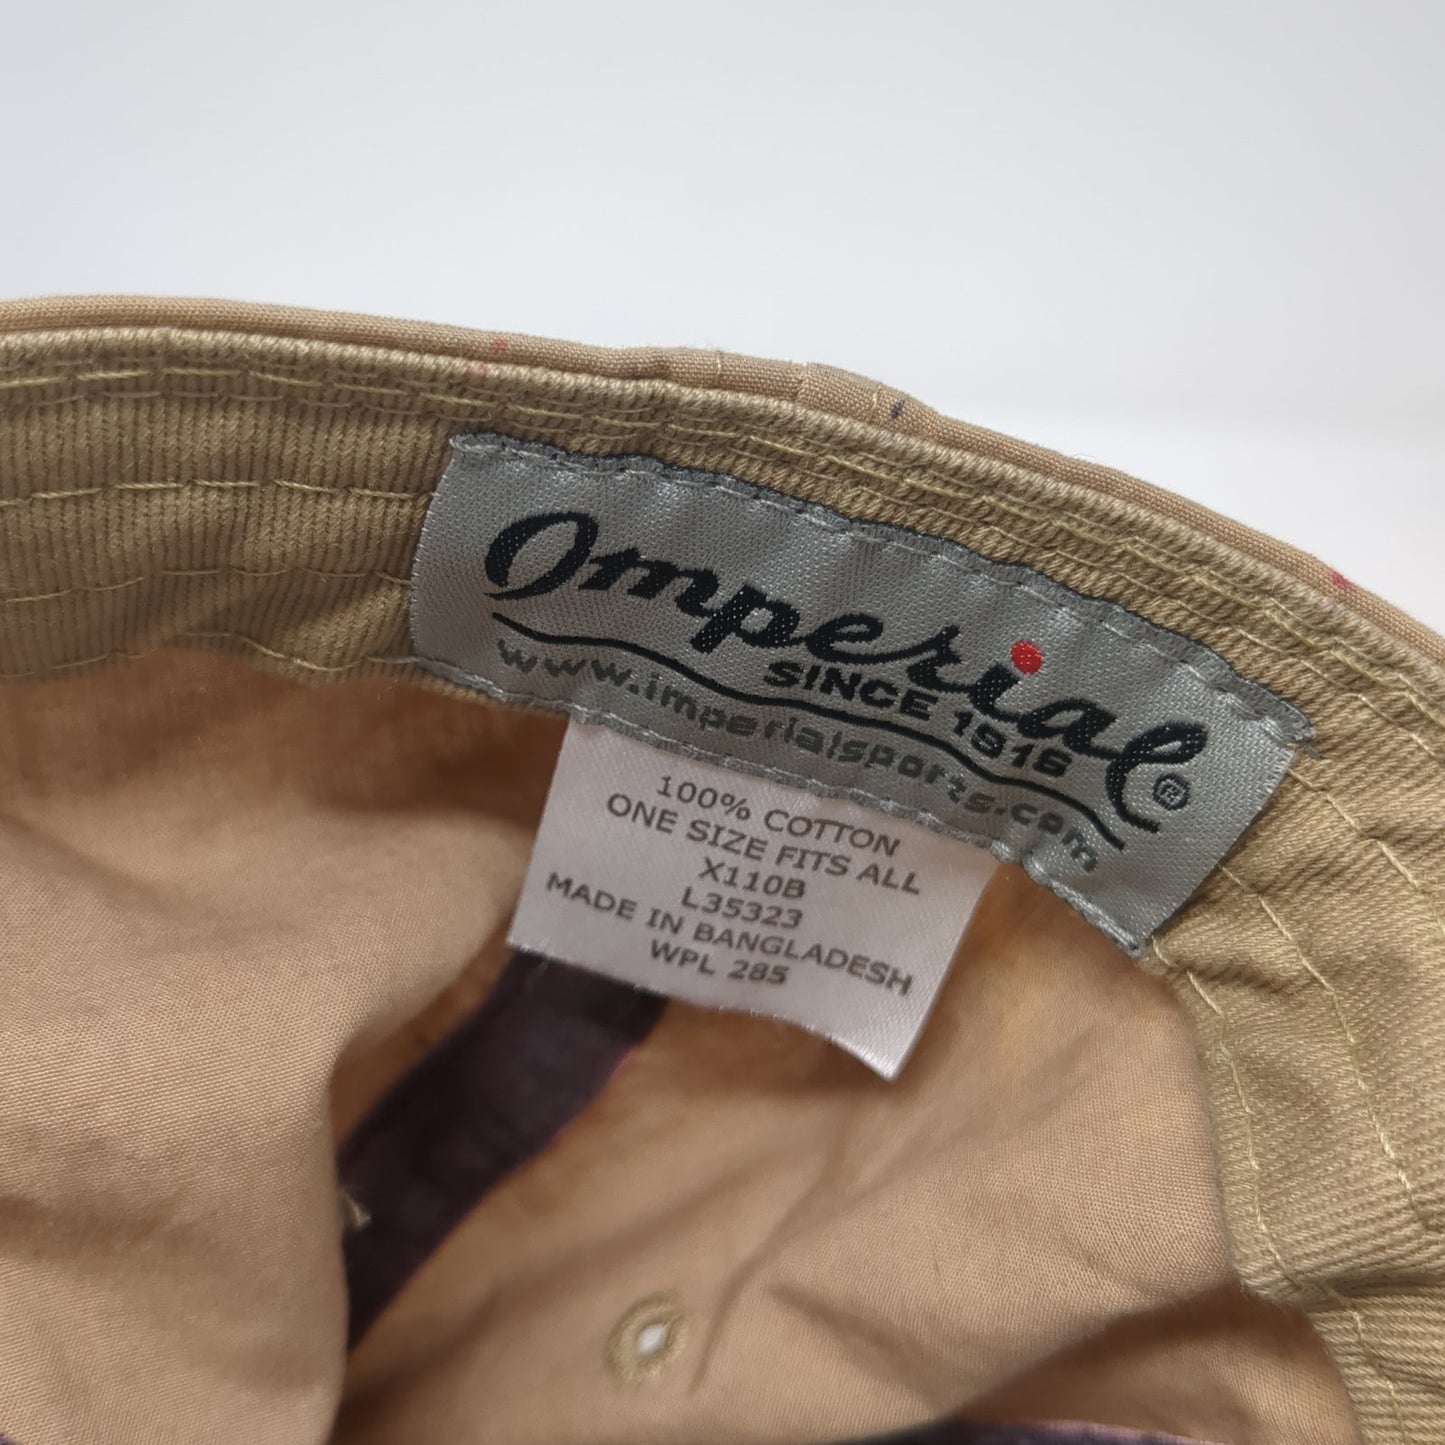 Imperial®
SINCE 1916
www.imperialsports.com
100% COTTON
ONE SIZE FITS ALL
X110B
L35323
MADE IN BANGLADESH
WPL 285